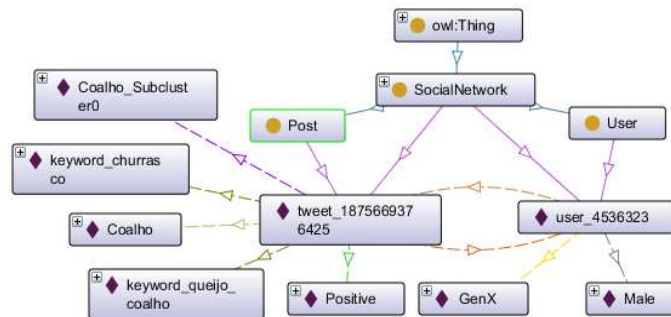 owl:Thing
Coalho_Subclust
er0
SocialNetwork
Post
User
keyword_churras
co
tweet_187566937
6425
user_4536323
Coalho
keyword_queijo_
coalho
Positive
GenX
Male